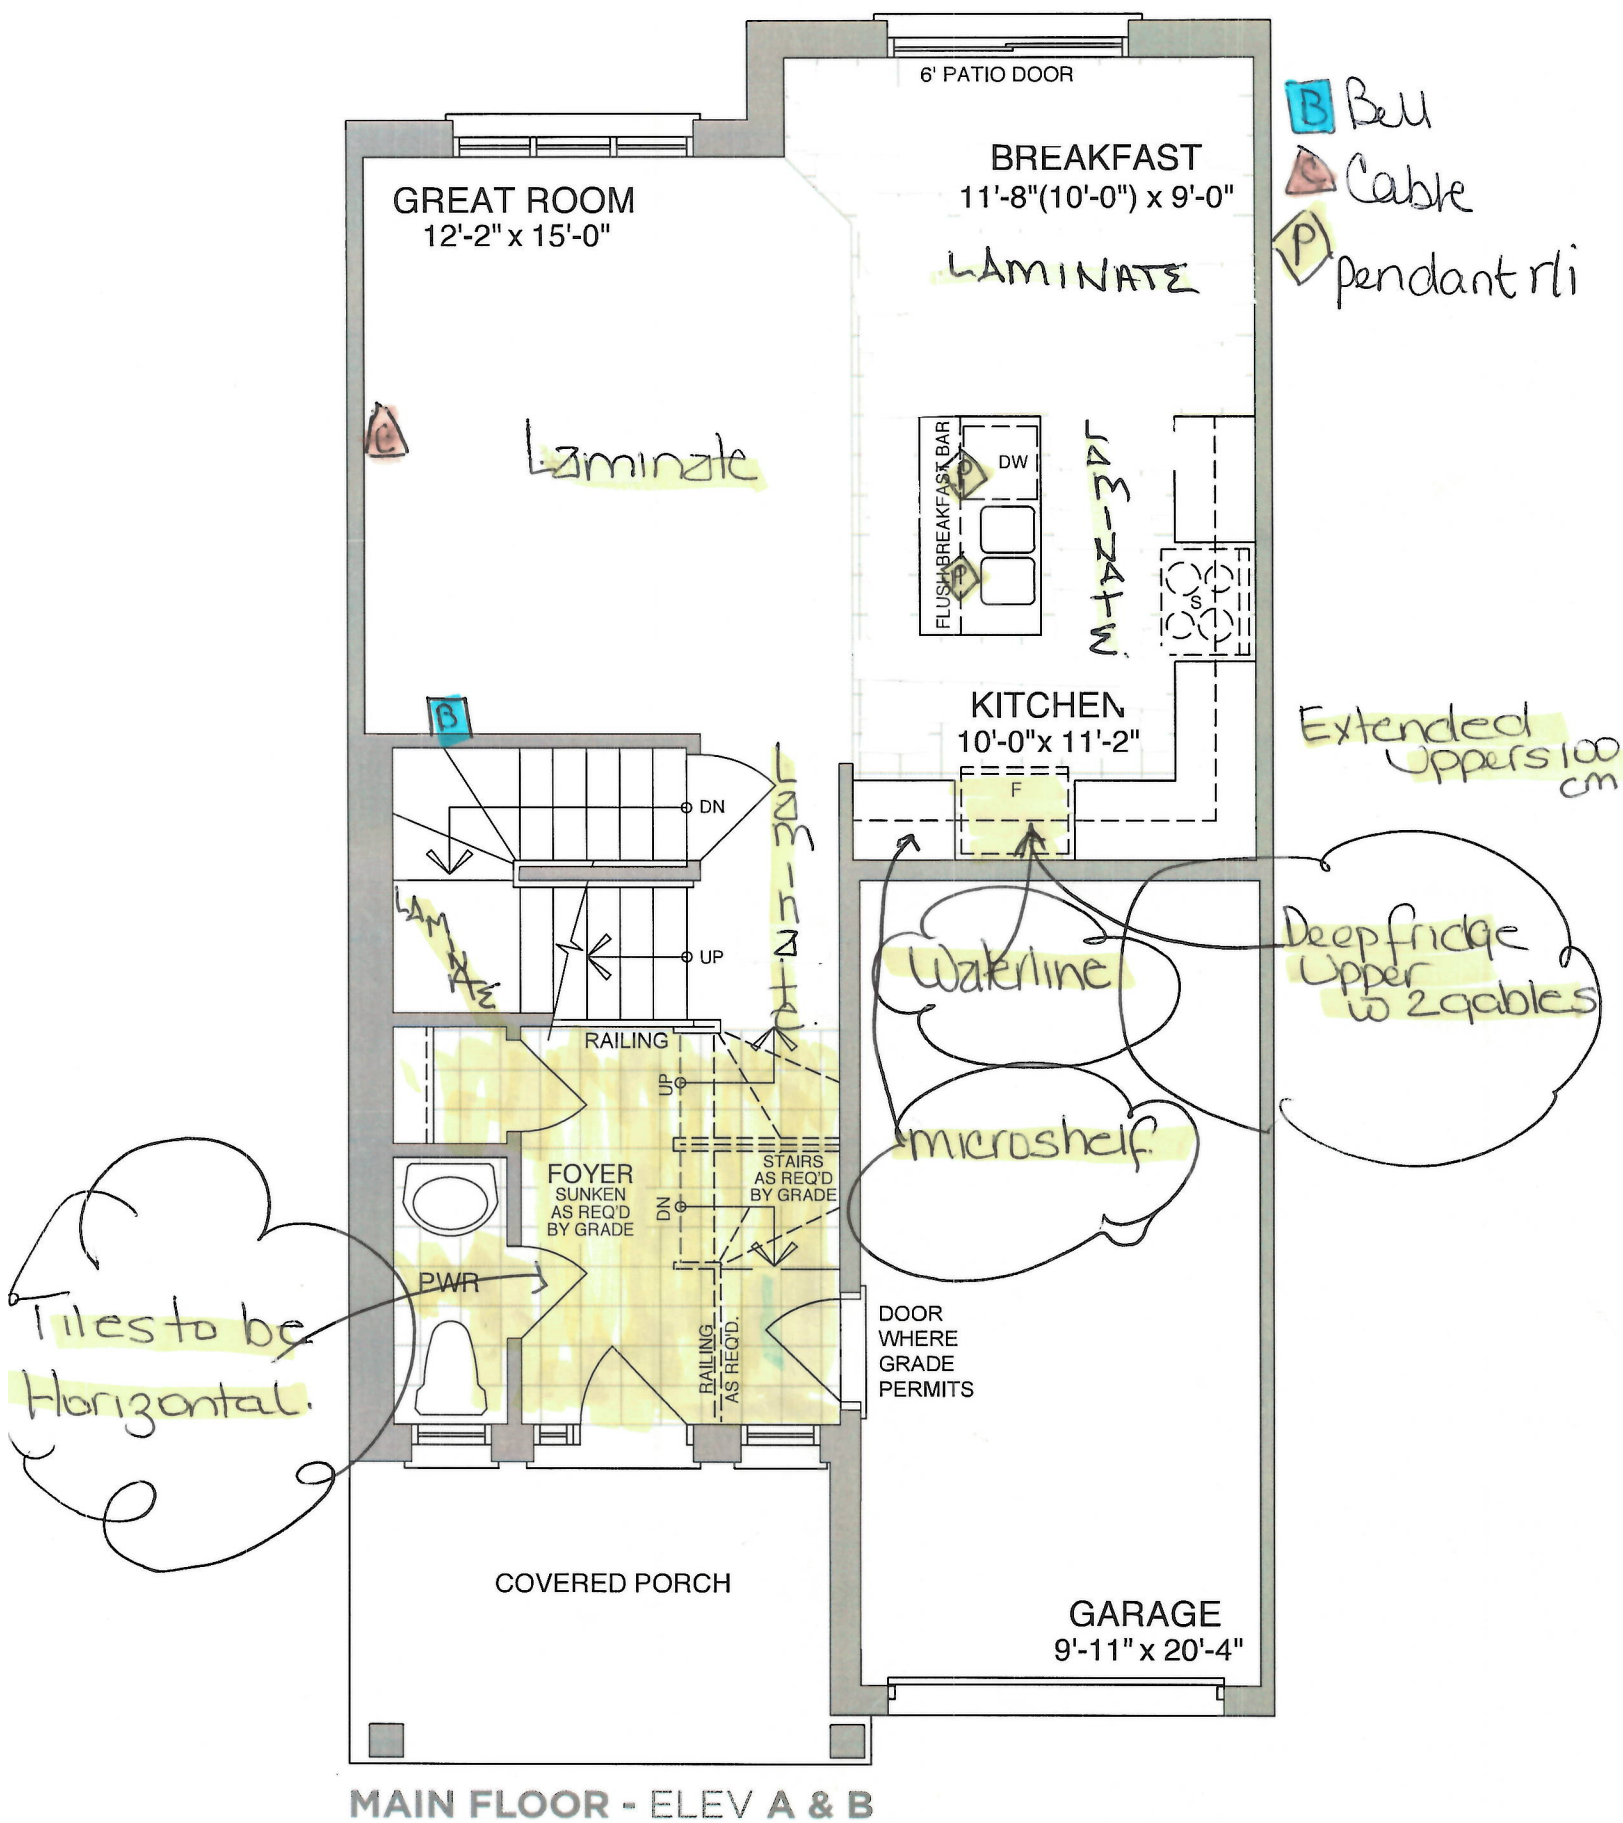 6' PATIO DOOR
B Bell
C Cable
P pendant r/i
BREAKFAST
11'-8"(10'-0") x 9'-0"
LAMINATE
GREAT ROOM
12'-2" x 15'-0"
C
Laminate
FLUSH BREAKFAST BAR
P
DW
P
LAMINATE.
S
KITCHEN
10'-0" x 11'-2"
F
Extended
Uppers 100
cm
B
DN
Laminate.
LAMINATE
UP
Waterline
Deep fridge
Upper
w 2 gables
microshelf.
RAILING
UP
FOYER
SUNKEN
AS REQ'D
BY GRADE
STAIRS
AS REQ'D
BY GRADE
DN
PWR
Tiles to be
Horizontal.
RAILING
AS REQ'D.
DOOR
WHERE
GRADE
PERMITS
COVERED PORCH
GARAGE
9'-11" x 20'-4"
MAIN FLOOR - ELEV A & B